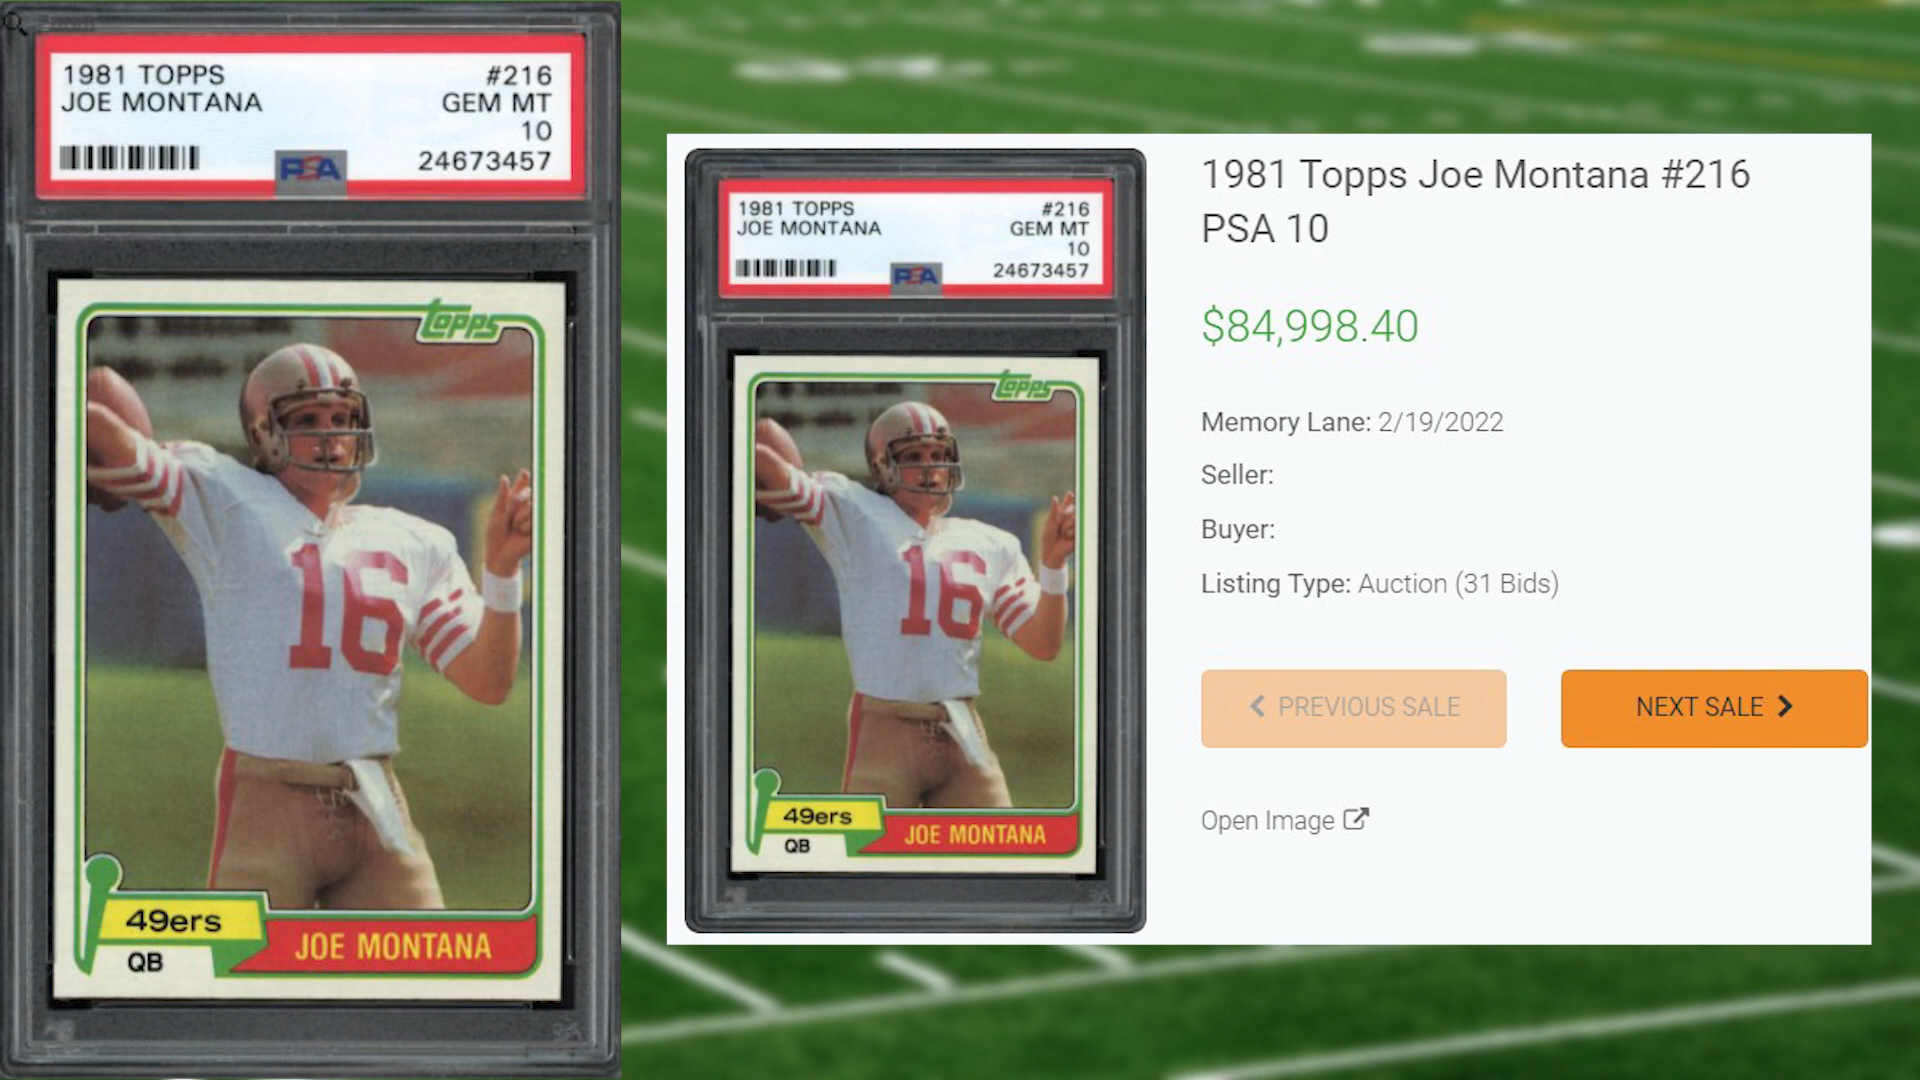 1981 TOPPS #216
JOE MONTANA GEM MT
10
24673457
PSA
Topps
16
49ers
QB
JOE MONTANA
1981 TOPPS #216
JOE MONTANA GEM MT
10
24673457
PSA
Topps
16
49ers
QB
JOE MONTANA
1981 Topps Joe Montana #216
PSA 10
$84,998.40
Memory Lane: 2/19/2022
Seller:
Buyer:
Listing Type: Auction (31 Bids)
PREVIOUS SALE
NEXT SALE
Open Image